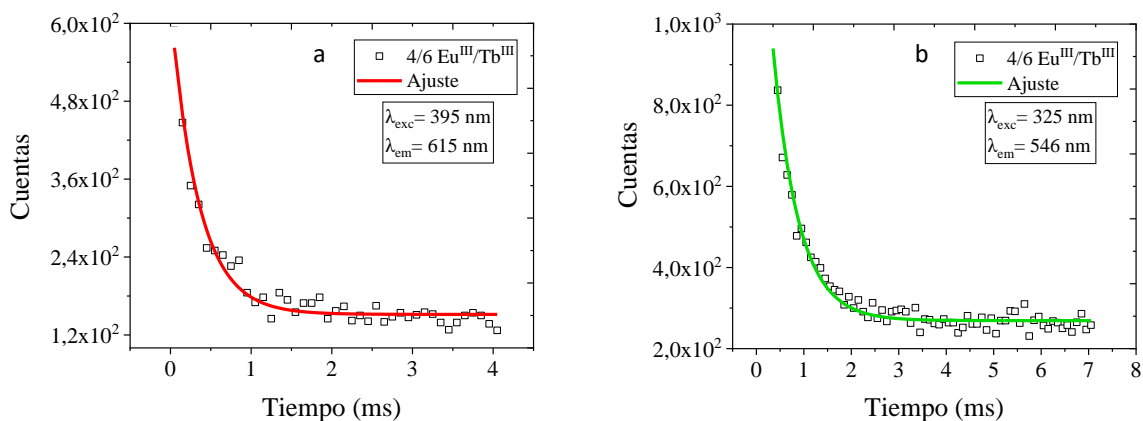 a
4/6 Eu^III/Tb^III
Ajuste
λexc= 395 nm
λem= 615 nm
Cuentas
6,0x10²
4,8x10²
3,6x10²
2,4x10²
1,2x10²
0 1 2 3 4
Tiempo (ms)
b
4/6 Eu^III/Tb^III
Ajuste
λexc= 325 nm
λem= 546 nm
Cuentas
1,0x10³
8,0x10²
6,0x10²
4,0x10²
2,0x10²
0 1 2 3 4 5 6 7 8
Tiempo (ms)